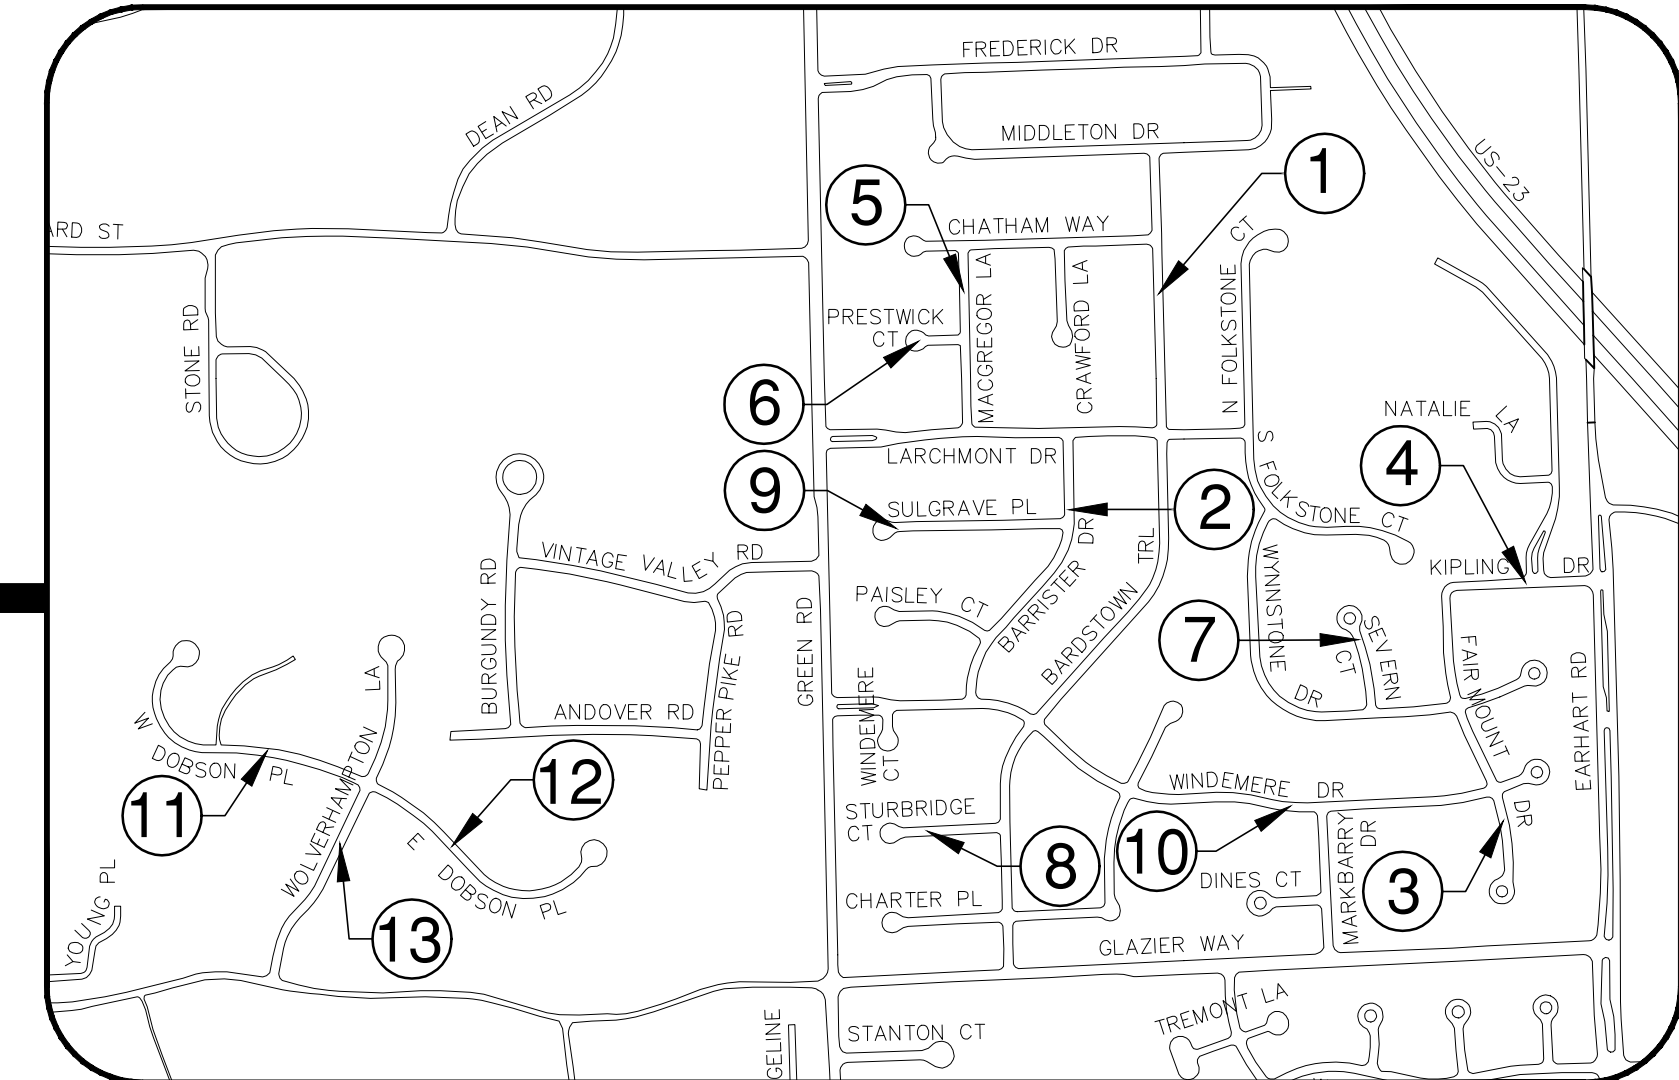 FREDERICK DR
DEAN RD
MIDDLETON DR
US-23
1
5
CHATHAM WAY
ARD ST
N FOLKSTONE CT
MACGREGOR LA
CRAWFORD LA
PRESTWICK
CT
STONE RD
6
NATALIE LA
LARCHMONT DR
S FOLKSTONE CT
4
9
SULGRAVE PL
2
BARRISTER DR
BARDSTOWN TRL
VINTAGE VALLEY RD
KIPLING DR
BURGUNDY RD
PAISLEY CT
WYNNSTONE DR
7
SEVERN
CT
GREEN RD
PEPPER PIKE RD
FAIR MOUNT DR
EARHART RD
WINDEMERE
CT
ANDOVER RD
W DOBSON PL
WOLVERHAMPTON LA
11
12
WINDEMERE DR
STURBRIDGE
CT
8
10
MARKBARRY
DR
3
E DOBSON PL
DINES CT
CHARTER PL
YOUNG PL
13
GLAZIER WAY
TREMONT LA
GELINE
STANTON CT